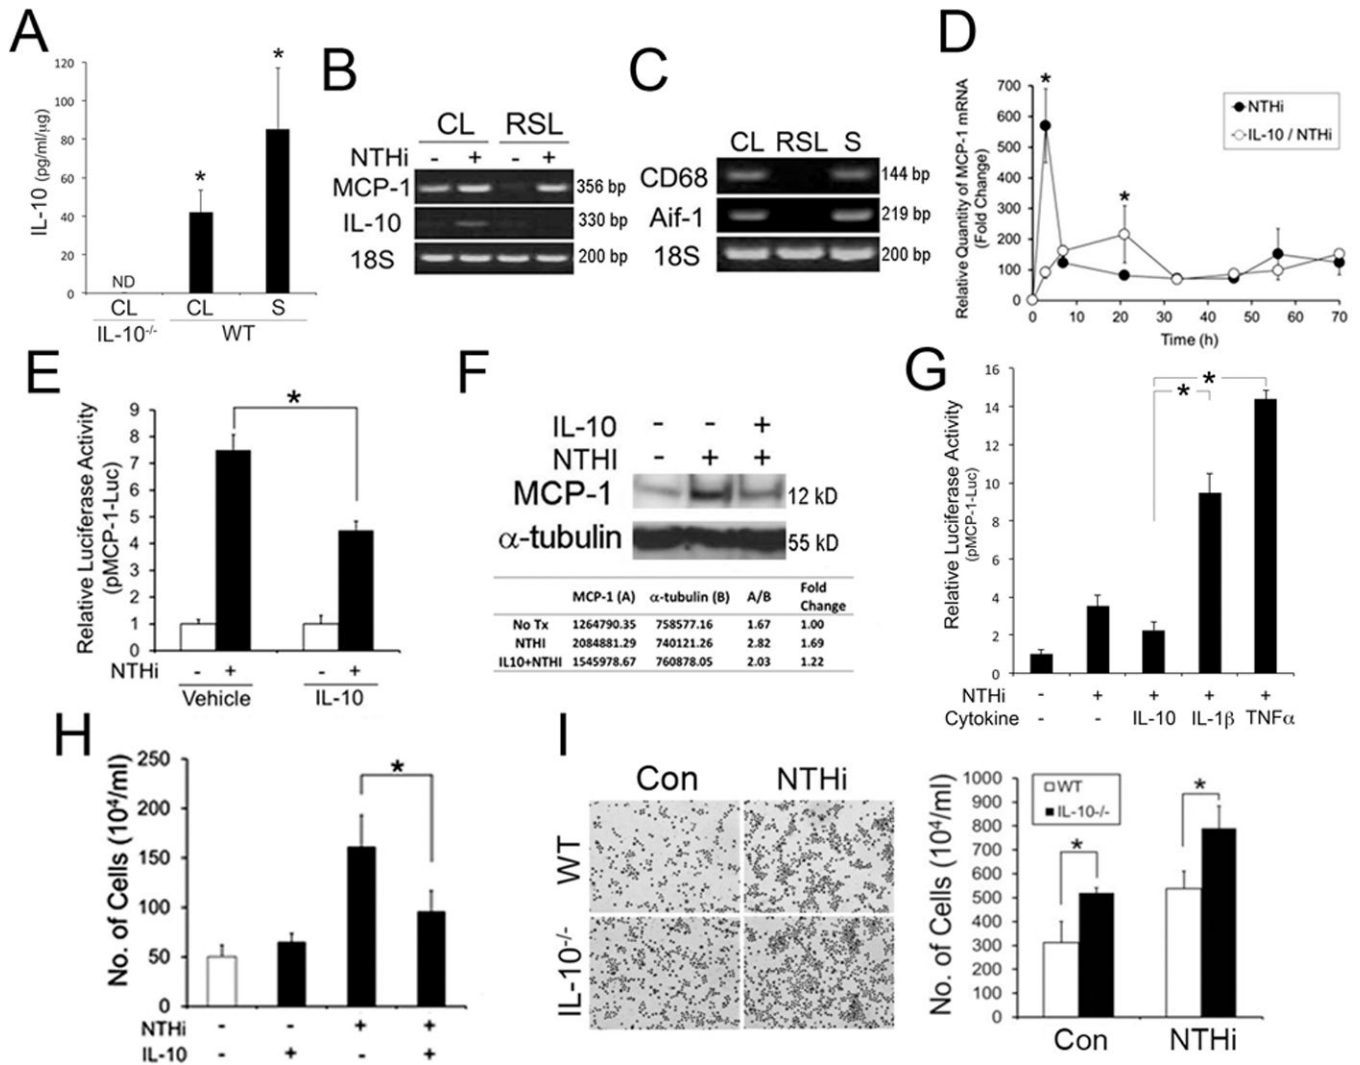 A
IL-10 (pg/ml/µg)
120
100
80
60
40
20
0
ND
*
*
CL CL S
IL-10-/- WT
B
CL RSL
NTHi - + - +
MCP-1 356 bp
IL-10 330 bp
18S 200 bp
C
CL RSL S
CD68 144 bp
Aif-1 219 bp
18S 200 bp
D
Relative Quantity of MCP-1 mRNA
(Fold Change)
700
600
500
400
300
200
100
0
*
*
NTHi
IL-10 / NTHi
0 10 20 30 40 50 60 70
Time (h)
E
Relative Luciferase Activity
(pMCP-1-Luc)
9
8
7
6
5
4
3
2
1
0
*
NTHi - + - +
Vehicle IL-10
F
IL-10 - - +
NTHI - + +
MCP-1 12 kD
α-tubulin 55 kD
MCP-1 (A) α-tubulin (B) A/B Fold Change
No Tx 1264790.35 758577.16 1.67 1.00
NTHI 2084881.29 740121.26 2.82 1.69
IL10+NTHI 1545978.67 760878.05 2.03 1.22
G
Relative Luciferase Activity
(pMCP-1-Luc)
16
14
12
10
8
6
4
2
0
*
*
NTHi - + + + +
Cytokine - - IL-10 IL-1β TNFα
H
No. of Cells (10⁴/ml)
250
200
150
100
50
0
*
NTHi - - + +
IL-10 - + - +
I
Con NTHi
WT
IL-10-/-
No. of Cells (10⁴/ml)
1000
900
800
700
600
500
400
300
200
100
0
WT
IL-10-/-
*
*
Con NTHi